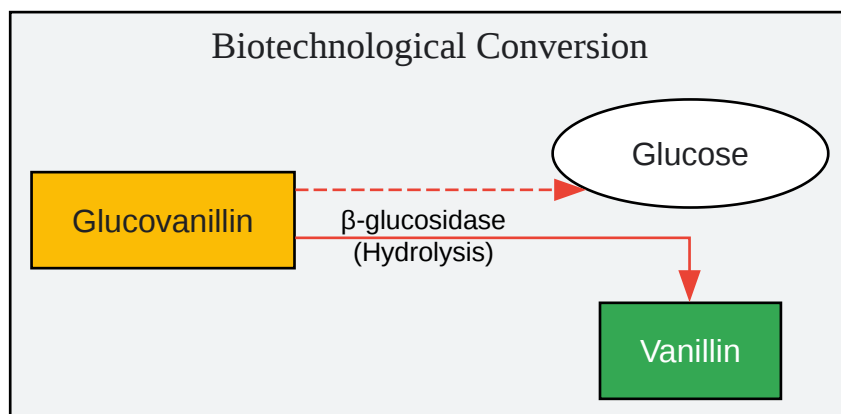 Biotechnological Conversion
Glucose
Glucovanillin
β-glucosidase
(Hydrolysis)
Vanillin